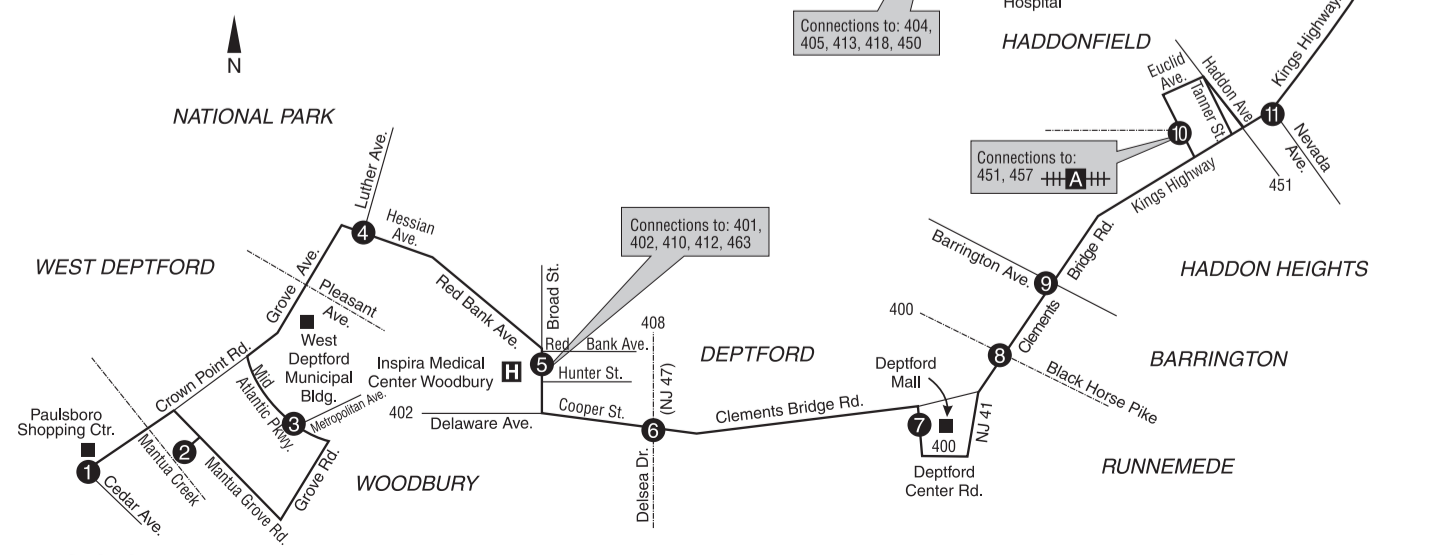 Hospital
Connections to: 404,
405, 413, 418, 450
HADDONFIELD
Kings Highway
N
NATIONAL PARK
Euclid
Ave.
Haddon Ave.
Tanner St.
11
10
Nevada
Ave.
Connections to:
451, 457
A
451
Kings Highway
Luther Ave.
4
Hessian
Ave.
Connections to: 401,
402, 410, 412, 463
WEST DEPTFORD
Grove Ave.
Pleasant
Ave.
Red Bank Ave.
Broad St.
Barrington Ave.
Bridge Rd.
9
HADDON HEIGHTS
Clements
400
408
West
Deptford
Municipal
Bldg.
Red Bank Ave.
5
Inspira Medical
Center Woodbury
H
Hunter St.
(NJ 47)
DEPTFORD
8
BARRINGTON
Black Horse Pike
Deptford
Mall
Crown Point Rd.
Mid
Atlantic Pkwy.
Metropolitan Ave.
3
402
Delaware Ave.
Cooper St.
6
Clements Bridge Rd.
7
400
NJ 41
Paulsboro
Shopping Ctr.
1
2
Mantua Creek
Mantua Grove Rd.
Grove Rd.
Cedar Ave.
WOODBURY
Delsea Dr.
Deptford
Center Rd.
RUNNEMEDE